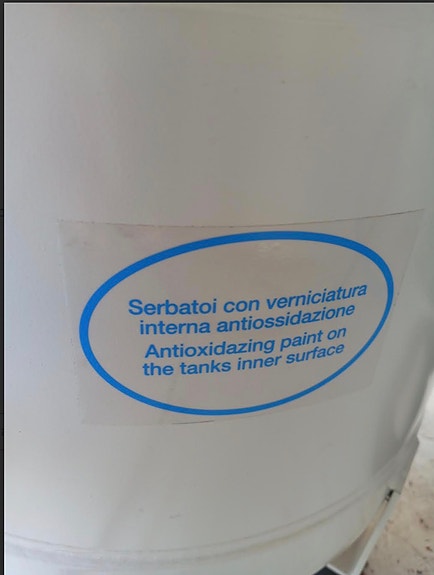 Serbatoi con verniciatura
interna antiossidazione
Antioxidazing paint on
the tanks inner surface